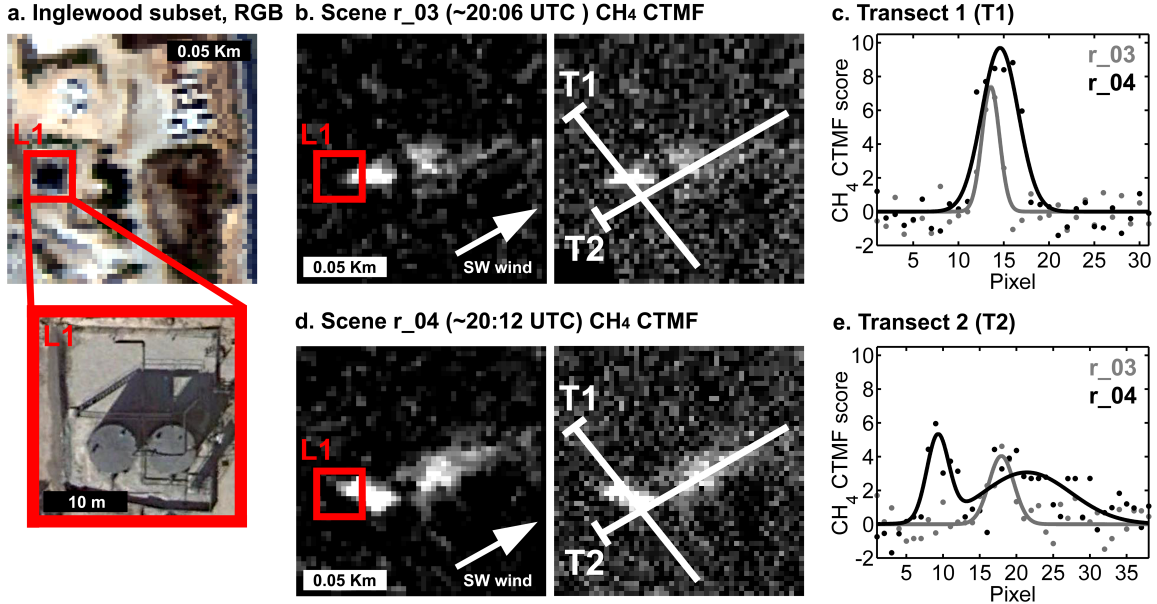 a. Inglewood subset, RGB
0.05 Km
L1
L1
10 m
b. Scene r_03 (~20:06 UTC ) CH₄ CTMF
L1
0.05 Km
SW wind
T1
T2
c. Transect 1 (T1)
r_03
r_04
CH₄ CTMF score
10
8
6
4
2
0
-2
5 10 15 20 25 30
Pixel
d. Scene r_04 (~20:12 UTC) CH₄ CTMF
L1
0.05 Km
SW wind
T1
T2
e. Transect 2 (T2)
r_03
r_04
CH₄ CTMF score
10
8
6
4
2
0
-2
5 10 15 20 25 30 35
Pixel